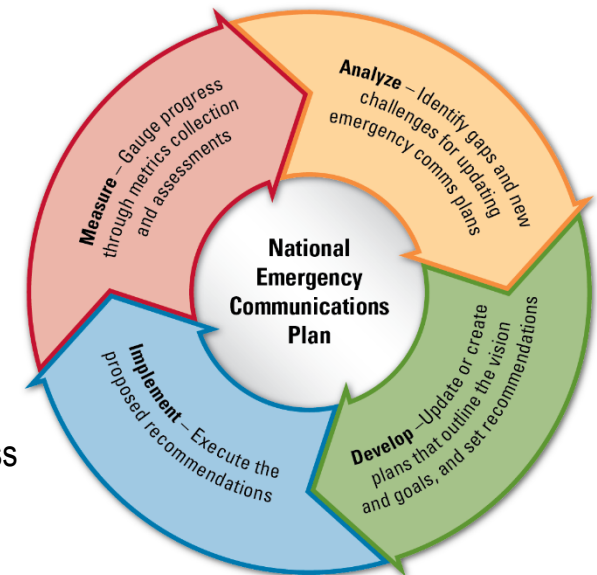 National
Emergency
Communications
Plan
Analyze – Identify gaps and new
challenges for updating
emergency comms plans
Develop –Update or create
plans that outline the vision
and goals, and set recommendations
Implement – Execute the
proposed recommendations
Measure – Gauge progress
through metrics collection
and assessments